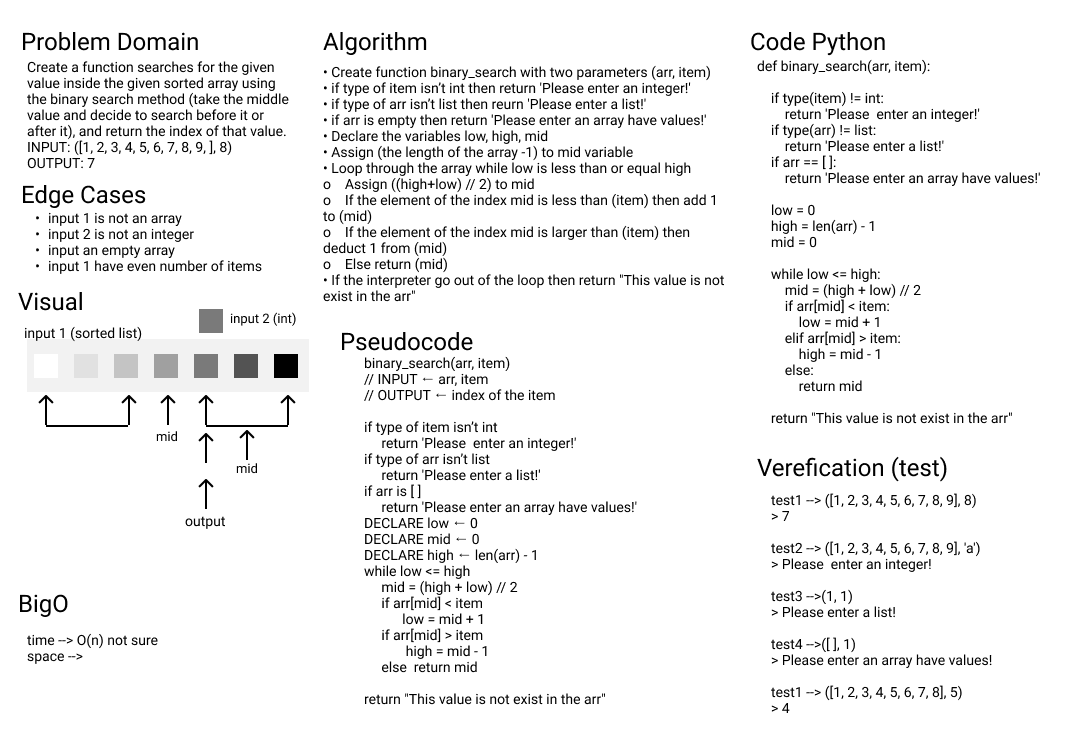 Problem Domain
Create a function searches for the given
value inside the given sorted array using
the binary search method (take the middle
value and decide to search before it or
after it), and return the index of that value.
INPUT: ([1, 2, 3, 4, 5, 6, 7, 8, 9, ], 8)
OUTPUT: 7
Edge Cases
• input 1 is not an array
• input 2 is not an integer
• input an empty array
• input 1 have even number of items
Visual
input 2 (int)
input 1 (sorted list)
mid
mid
output
BigO
time --> O(n) not sure
space -->
Algorithm
• Create function binary_search with two parameters (arr, item)
• if type of item isn't int then return 'Please enter an integer!'
• if type of arr isn't list then reurn 'Please enter a list!'
• if arr is empty then return 'Please enter an array have values!'
• Declare the variables low, high, mid
• Assign (the length of the array -1) to mid variable
• Loop through the array while low is less than or equal high
o Assign ((high+low) // 2) to mid
o If the element of the index mid is less than (item) then add 1
to (mid)
o If the element of the index mid is larger than (item) then
deduct 1 from (mid)
o Else return (mid)
• If the interpreter go out of the loop then return "This value is not
exist in the arr"
Pseudocode
binary_search(arr, item)
// INPUT ← arr, item
// OUTPUT ← index of the item
if type of item isn't int
return 'Please  enter an integer!'
if type of arr isn't list
return 'Please enter a list!'
if arr is [ ]
return 'Please enter an array have values!'
DECLARE low ← 0
DECLARE mid ← 0
DECLARE high ← len(arr) - 1
while low <= high
mid = (high + low) // 2
if arr[mid] < item
low = mid + 1
if arr[mid] > item
high = mid - 1
else  return mid
return "This value is not exist in the arr"
Code Python
def binary_search(arr, item):
if type(item) != int:
return 'Please  enter an integer!'
if type(arr) != list:
return 'Please enter a list!'
if arr == [ ]:
return 'Please enter an array have values!'
low = 0
high = len(arr) - 1
mid = 0
while low <= high:
mid = (high + low) // 2
if arr[mid] < item:
low = mid + 1
elif arr[mid] > item:
high = mid - 1
else:
return mid
return "This value is not exist in the arr"
Verefication (test)
test1 --> ([1, 2, 3, 4, 5, 6, 7, 8, 9], 8)
> 7
test2 --> ([1, 2, 3, 4, 5, 6, 7, 8, 9], 'a')
> Please  enter an integer!
test3 -->(1, 1)
> Please enter a list!
test4 -->([ ], 1)
> Please enter an array have values!
test1 --> ([1, 2, 3, 4, 5, 6, 7, 8], 5)
> 4